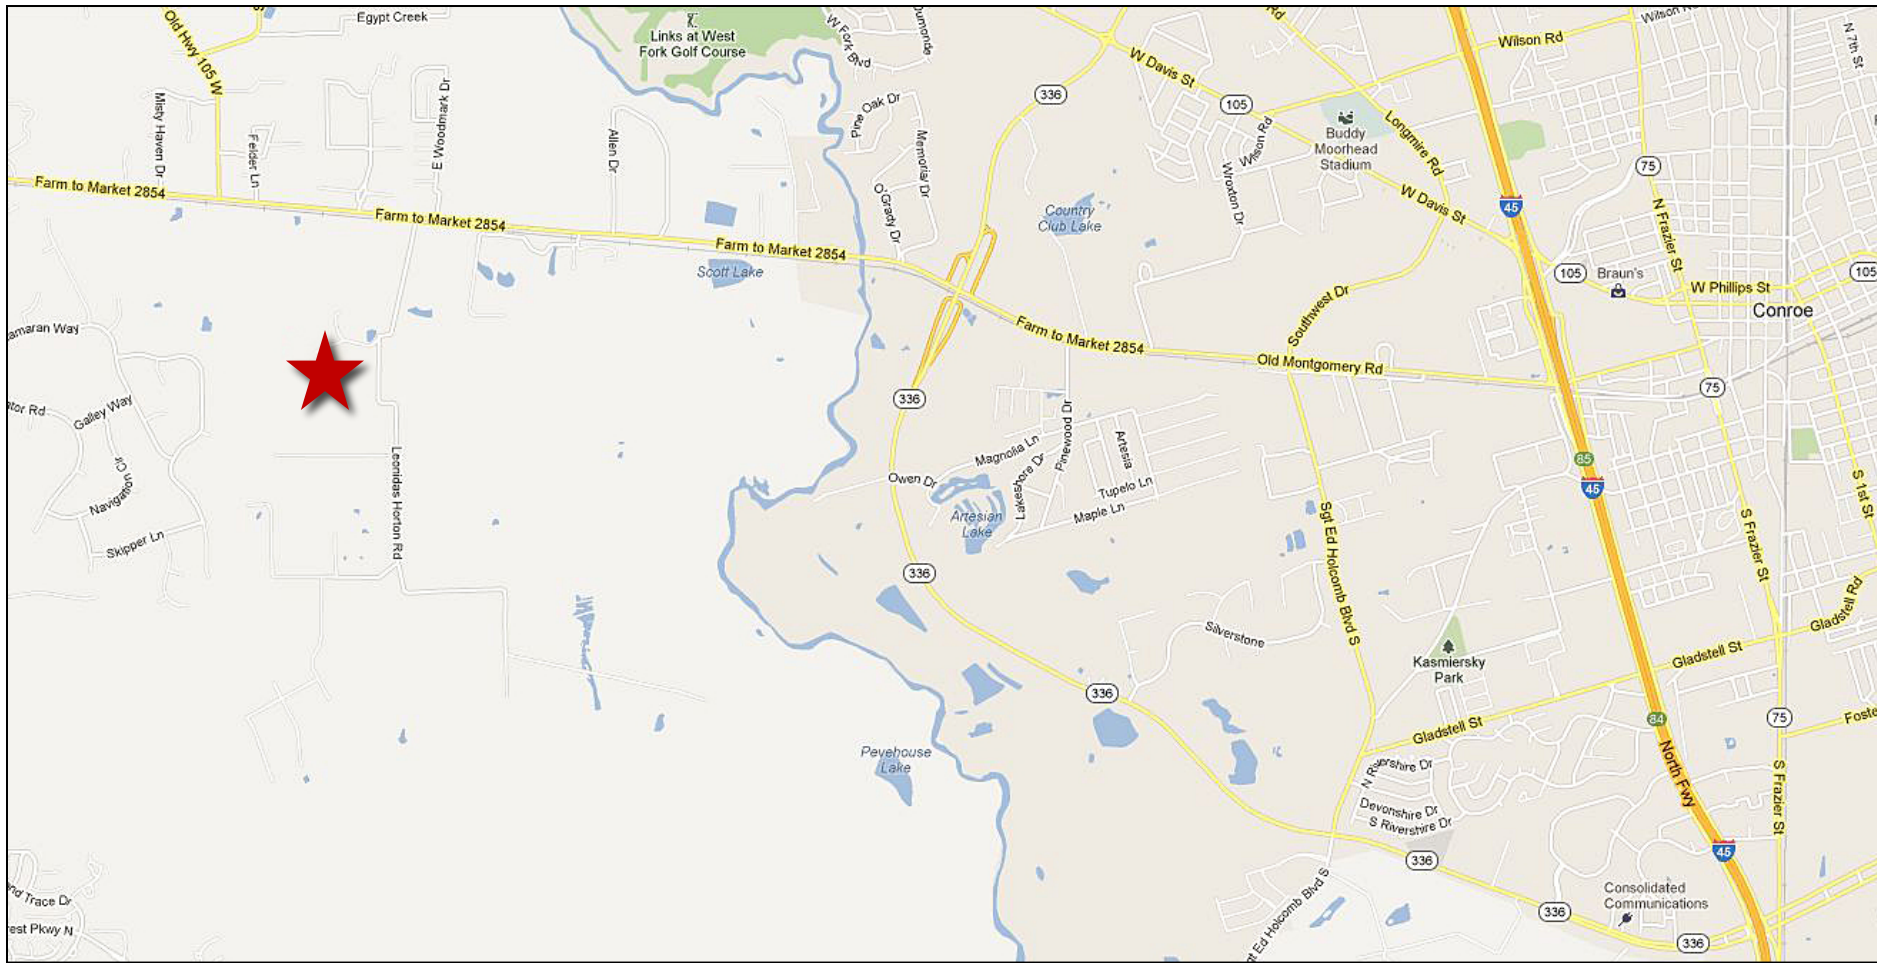 Egypt Creek
Old Hwy 105 W
Links at West
Fork Golf Course
W Fork Blvd
Dumonde
Rd
W Davis St
Wilson Rd
Wilson Rd
N 7th St
336
105
Misty Haven Dr
Felder Ln
E Woodmark Dr
Allen Dr
Pine Oak Dr
Memorial Dr
O'Grady Dr
Wilson Rd
Wroxton Dr
Buddy
Moorhead
Stadium
Longmire Rd
75
Farm to Market 2854
Farm to Market 2854
Farm to Market 2854
Country
Club Lake
W Davis St
45
N Frazier St
Scott Lake
105
Braun's
105
W Phillips St
Conroe
Southwest Dr
Farm to Market 2854
Old Montgomery Rd
amaran Way
ator Rd
Galley Way
Navigation Cir
Skipper Ln
Leonidas Horton Rd
336
75
Magnolia Ln
Pinewood Dr
Artesia
Owen Dr
Lakeshore Dr
Tupelo Ln
Maple Ln
Artesian
Lake
85
45
S 1st St
Sgt Ed Holcomb Blvd S
S Frazier St
336
Silverstone
Gladstell Rd
Kasmiersky
Park
Gladstell St
336
84
75
Foste
Gladstell St
Pevehouse
Lake
N Rivershire Dr
North Fwy
S Frazier St
Devonshire Dr
S Rivershire Dr
45
336
nd Trace Dr
rest Pkwy N
gt Ed Holcomb Blvd S
Consolidated
Communications
336
336